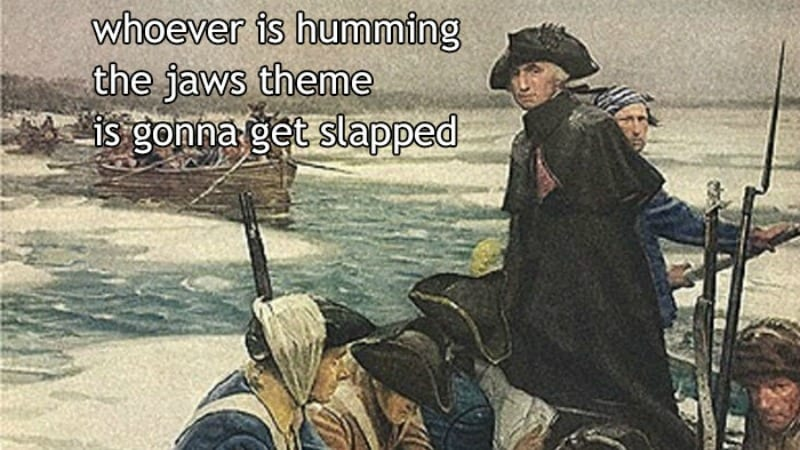 whoever is humming
the jaws theme
is gonna get slapped